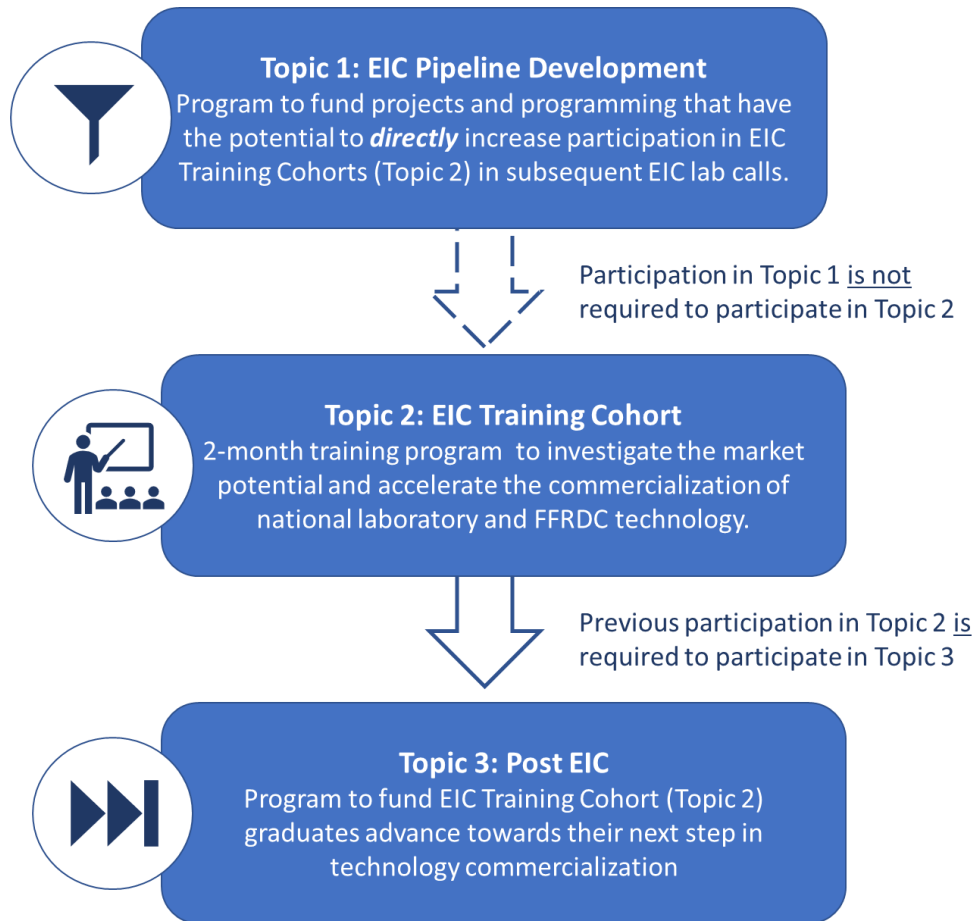 Topic 1: EIC Pipeline Development
Program to fund projects and programming that have
the potential to directly increase participation in EIC
Training Cohorts (Topic 2) in subsequent EIC lab calls.
Participation in Topic 1 is not
required to participate in Topic 2
Topic 2: EIC Training Cohort
2-month training program to investigate the market
potential and accelerate the commercialization of
national laboratory and FFRDC technology.
Previous participation in Topic 2 is
required to participate in Topic 3
Topic 3: Post EIC
Program to fund EIC Training Cohort (Topic 2)
graduates advance towards their next step in
technology commercialization